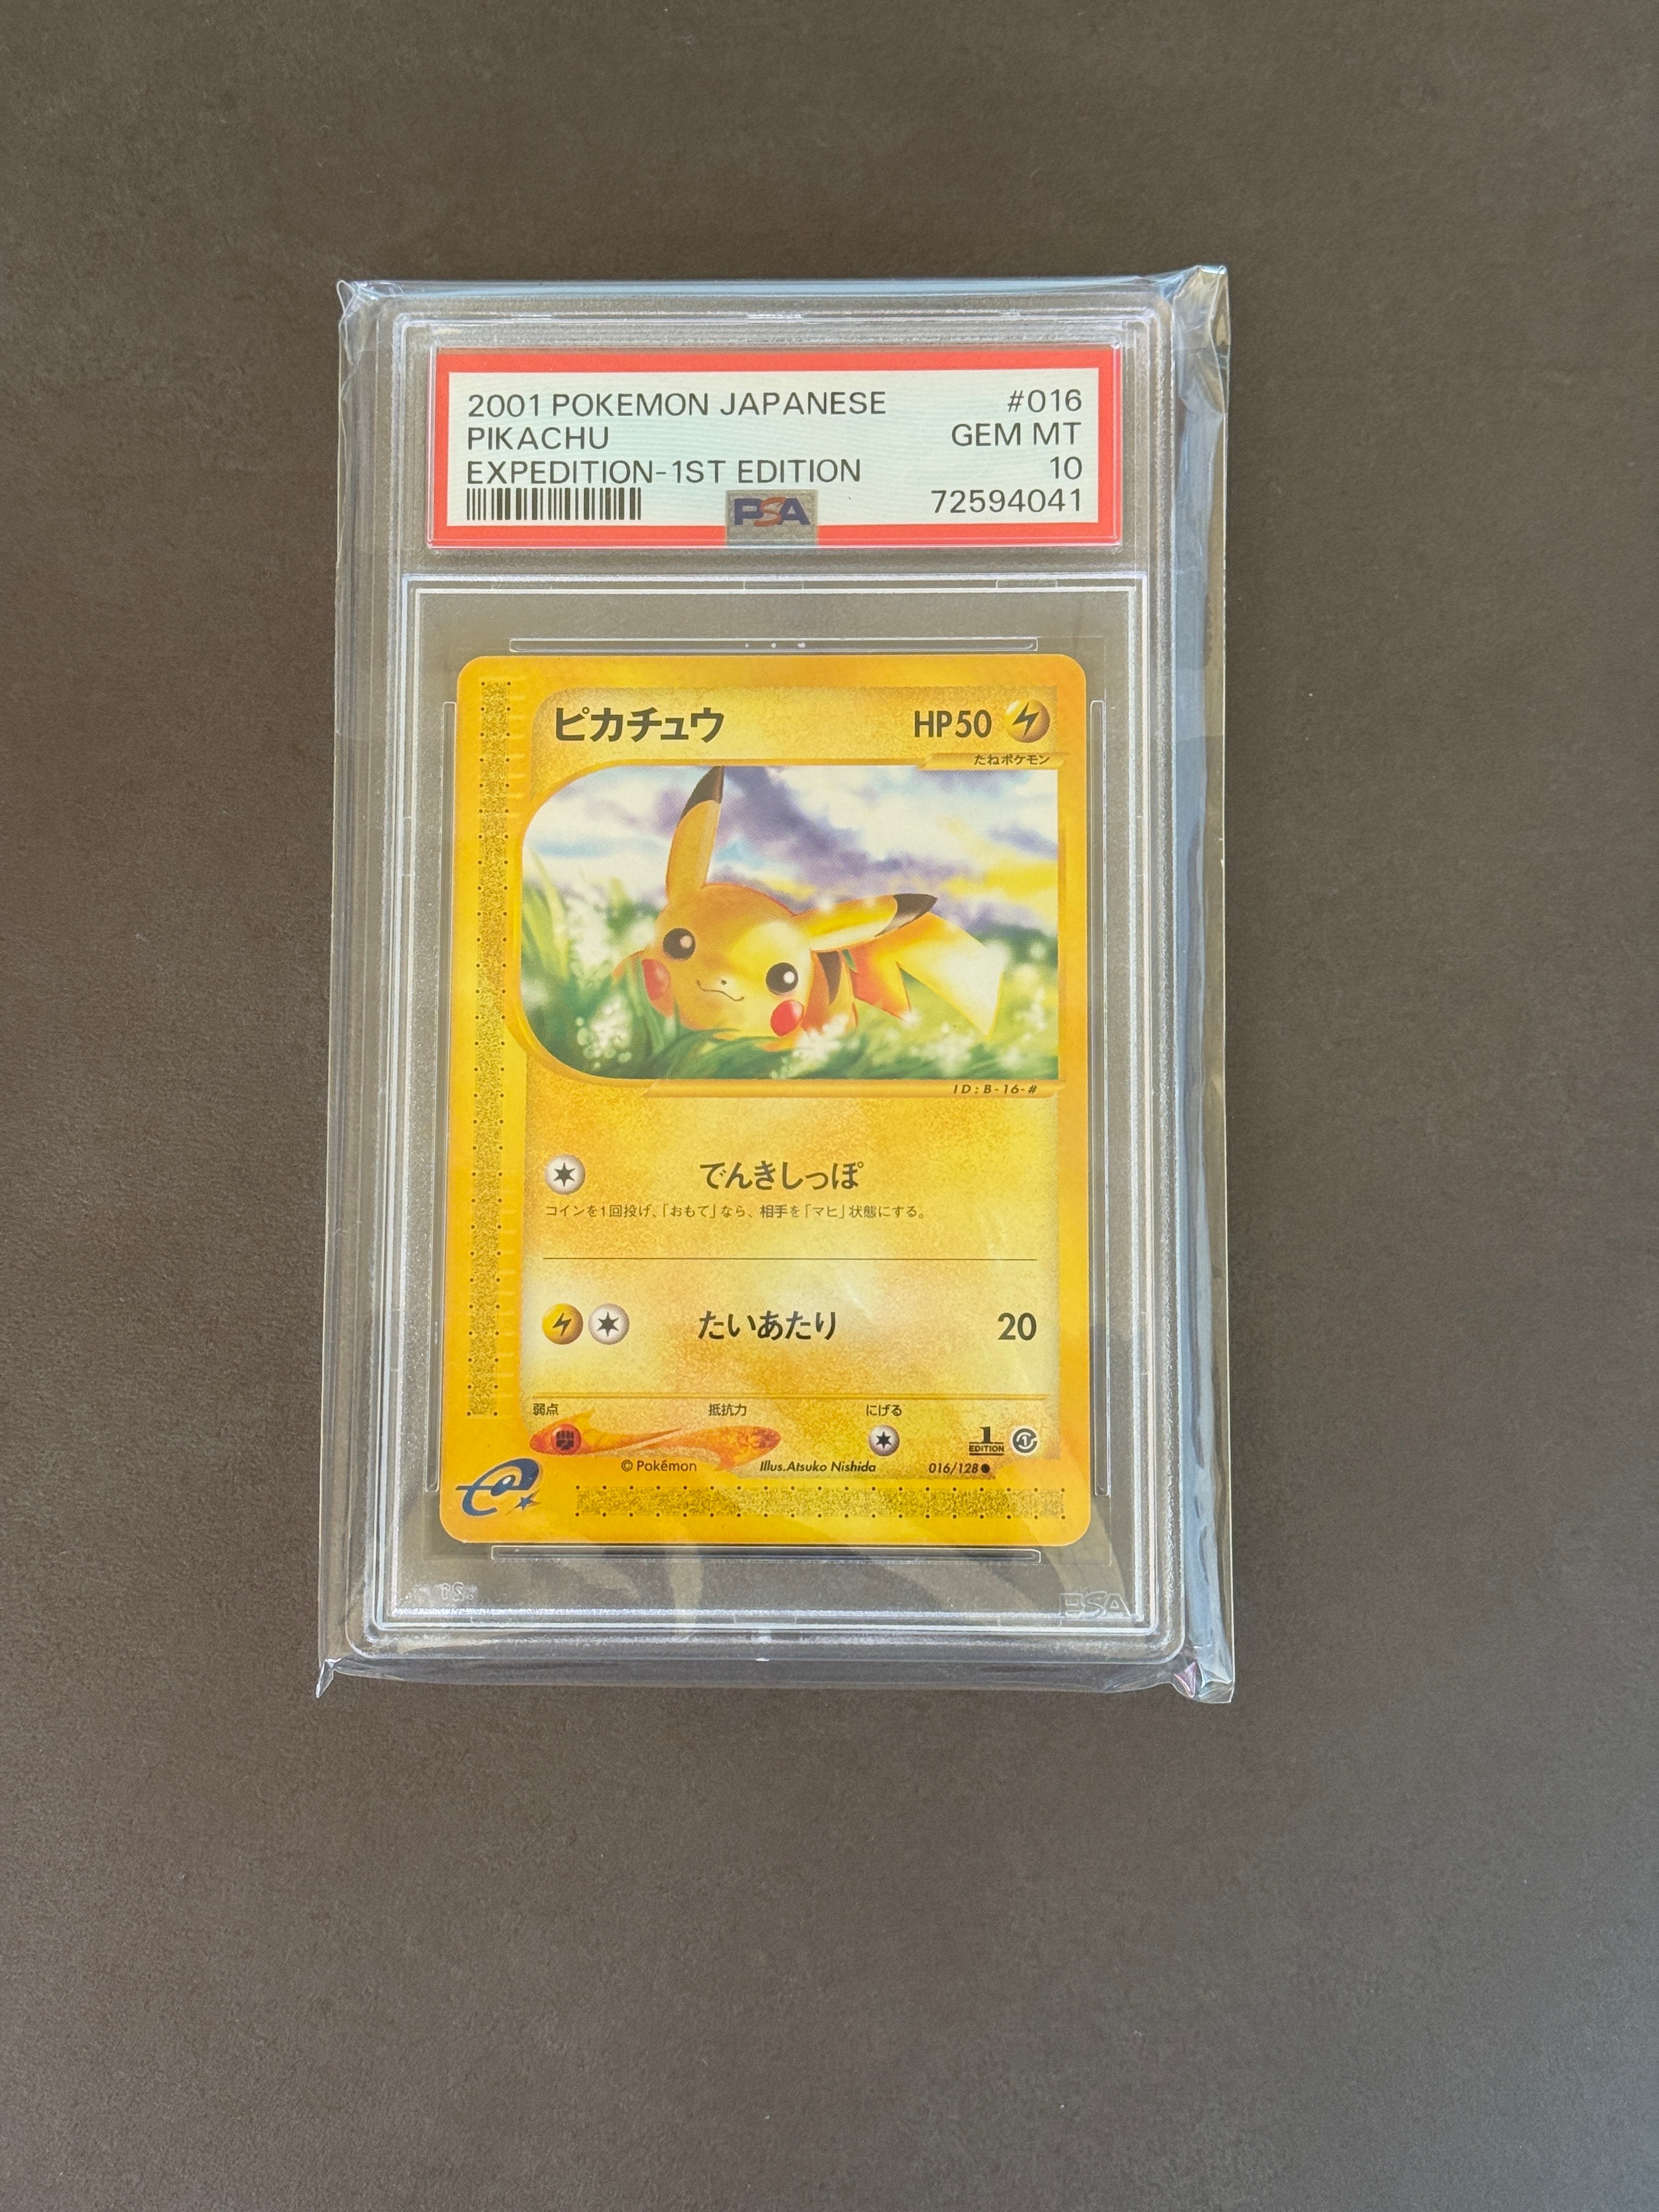 2001 POKEMON JAPANESE #016
PIKACHU GEM MT
EXPEDITION-1ST EDITION 10
PSA 72594041
ピカチュウ HP50
たねポケモン
ID:B-16-#
でんきしっぽ
コインを1回投げ、「おもて」なら、相手を「マヒ」状態にする。
たいあたり 20
弱点 抵抗力 にげる
1 EDITION 1
©Pokémon Illus.Atsuko Nishida 016/128●
e
PSA